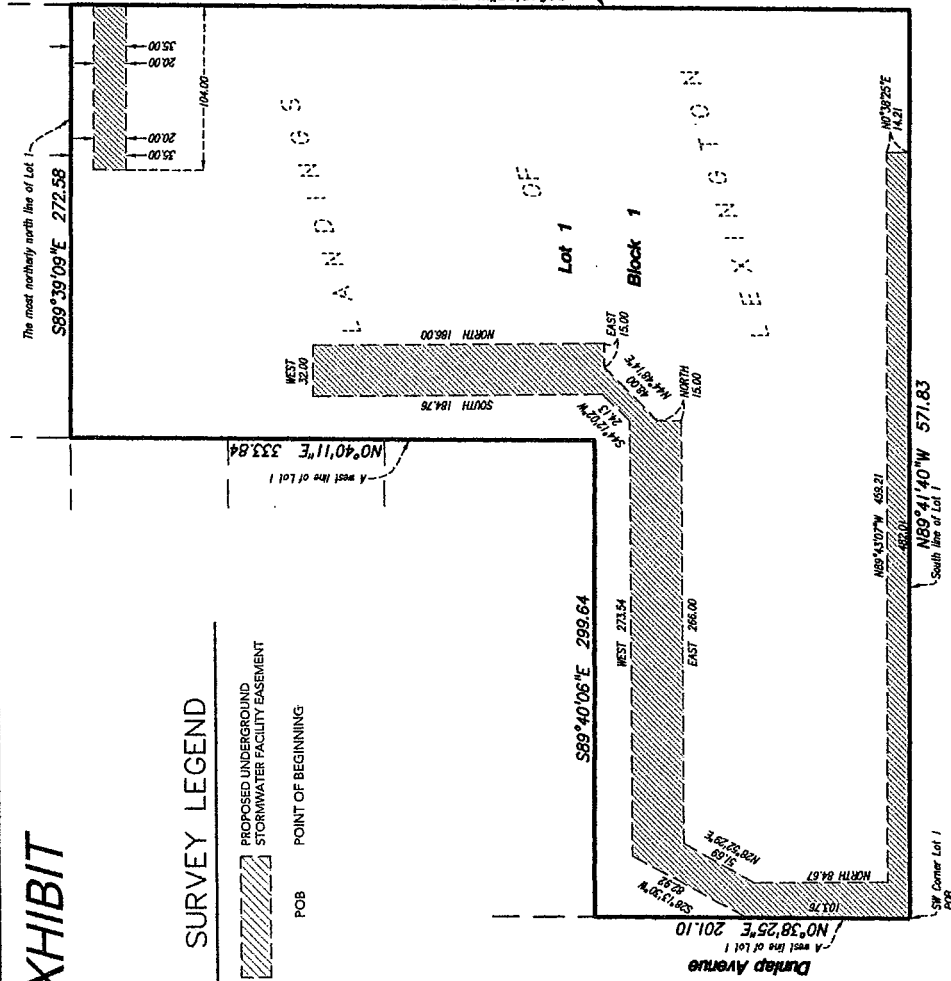 The most northerly north line of Lot 1
S89°39'09"E 272.58
35.00
20.00
104.00
20.00
35.00
LANDINGS
OF
LEXINGTON
Lot 1
Block 1
WEST
32.00
NORTH 186.00
SOUTH 184.76
EAST
15.00
N44°48'14"E
48.00
S44°12'02"W
24.13
NORTH
15.00
N0°40'11"E 333.84
A west line of Lot 1
S89°40'06"E 299.64
WEST 273.54
EAST 266.00
N28°52'29"E
51.69
S28°13'30"W
82.92
NORTH 84.67
103.76
N0°38'25"E 201.10
A west line of Lot 1
Dunlap Avenue
SW Corner Lot 1
POB
N89°43'07"W 459.21
482.01
N89°41'40"W 571.83
South line of Lot 1
N0°38'25"E
14.21
XHIBIT
SURVEY LEGEND
PROPOSED UNDERGROUND
STORMWATER FACILITY EASEMENT
POB POINT OF BEGINNING